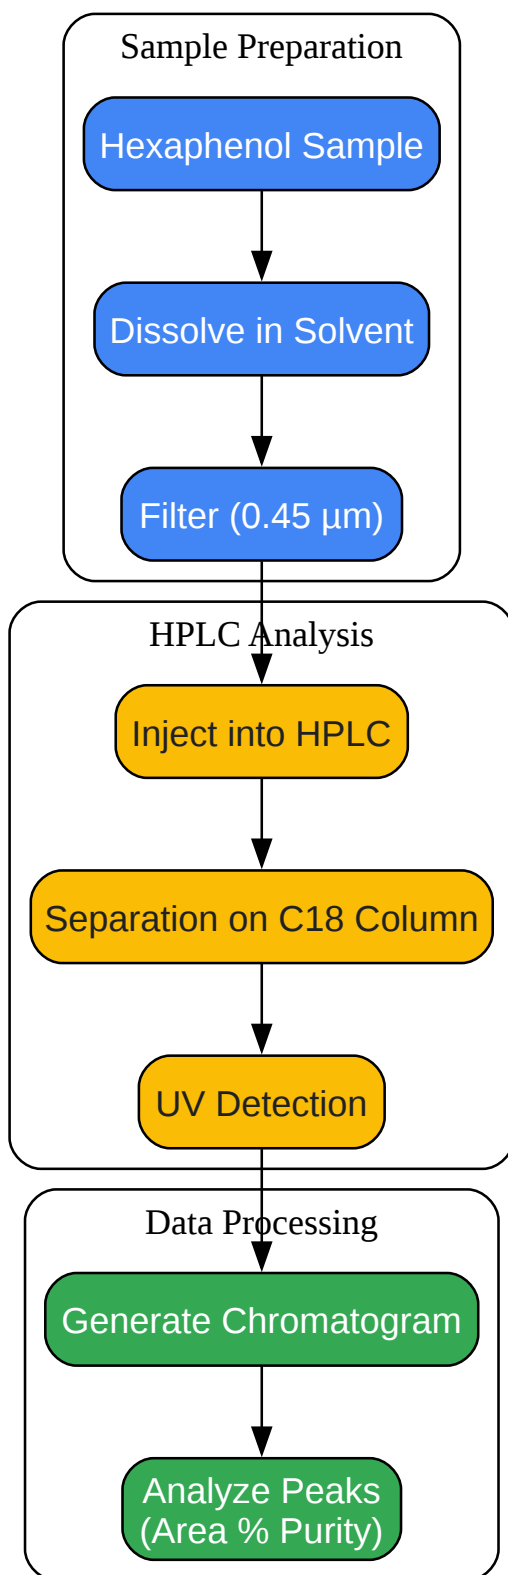 Sample Preparation
Hexaphenol Sample
Dissolve in Solvent
Filter (0.45 µm)
HPLC Analysis
Inject into HPLC
Separation on C18 Column
UV Detection
Data Processing
Generate Chromatogram
Analyze Peaks
(Area % Purity)